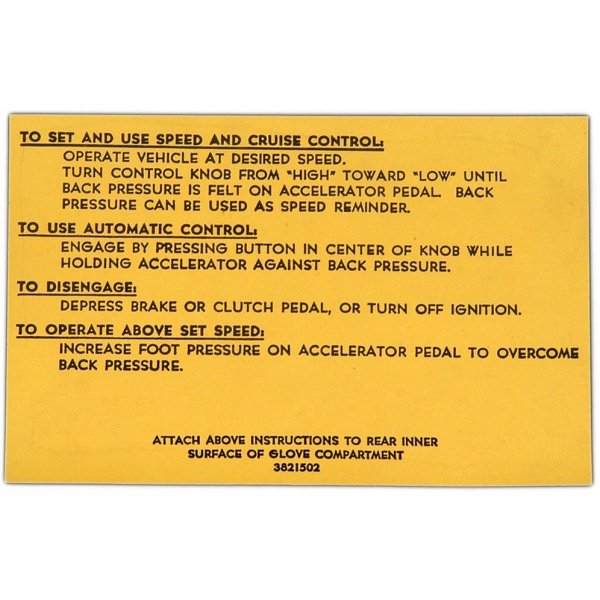 TO SET AND USE SPEED AND CRUISE CONTROL:
OPERATE VEHICLE AT DESIRED SPEED.
TURN CONTROL KNOB FROM "HIGH" TOWARD "LOW" UNTIL
BACK PRESSURE IS FELT ON ACCELERATOR PEDAL. BACK
PRESSURE CAN BE USED AS SPEED REMINDER.
TO USE AUTOMATIC CONTROL:
ENGAGE BY PRESSING BUTTON IN CENTER OF KNOB WHILE
HOLDING ACCELERATOR AGAINST BACK PRESSURE.
TO DISENGAGE:
DEPRESS BRAKE OR CLUTCH PEDAL, OR TURN OFF IGNITION.
TO OPERATE ABOVE SET SPEED:
INCREASE FOOT PRESSURE ON ACCELERATOR PEDAL TO OVERCOME
BACK PRESSURE.
ATTACH ABOVE INSTRUCTIONS TO REAR INNER
SURFACE OF GLOVE COMPARTMENT
3821502